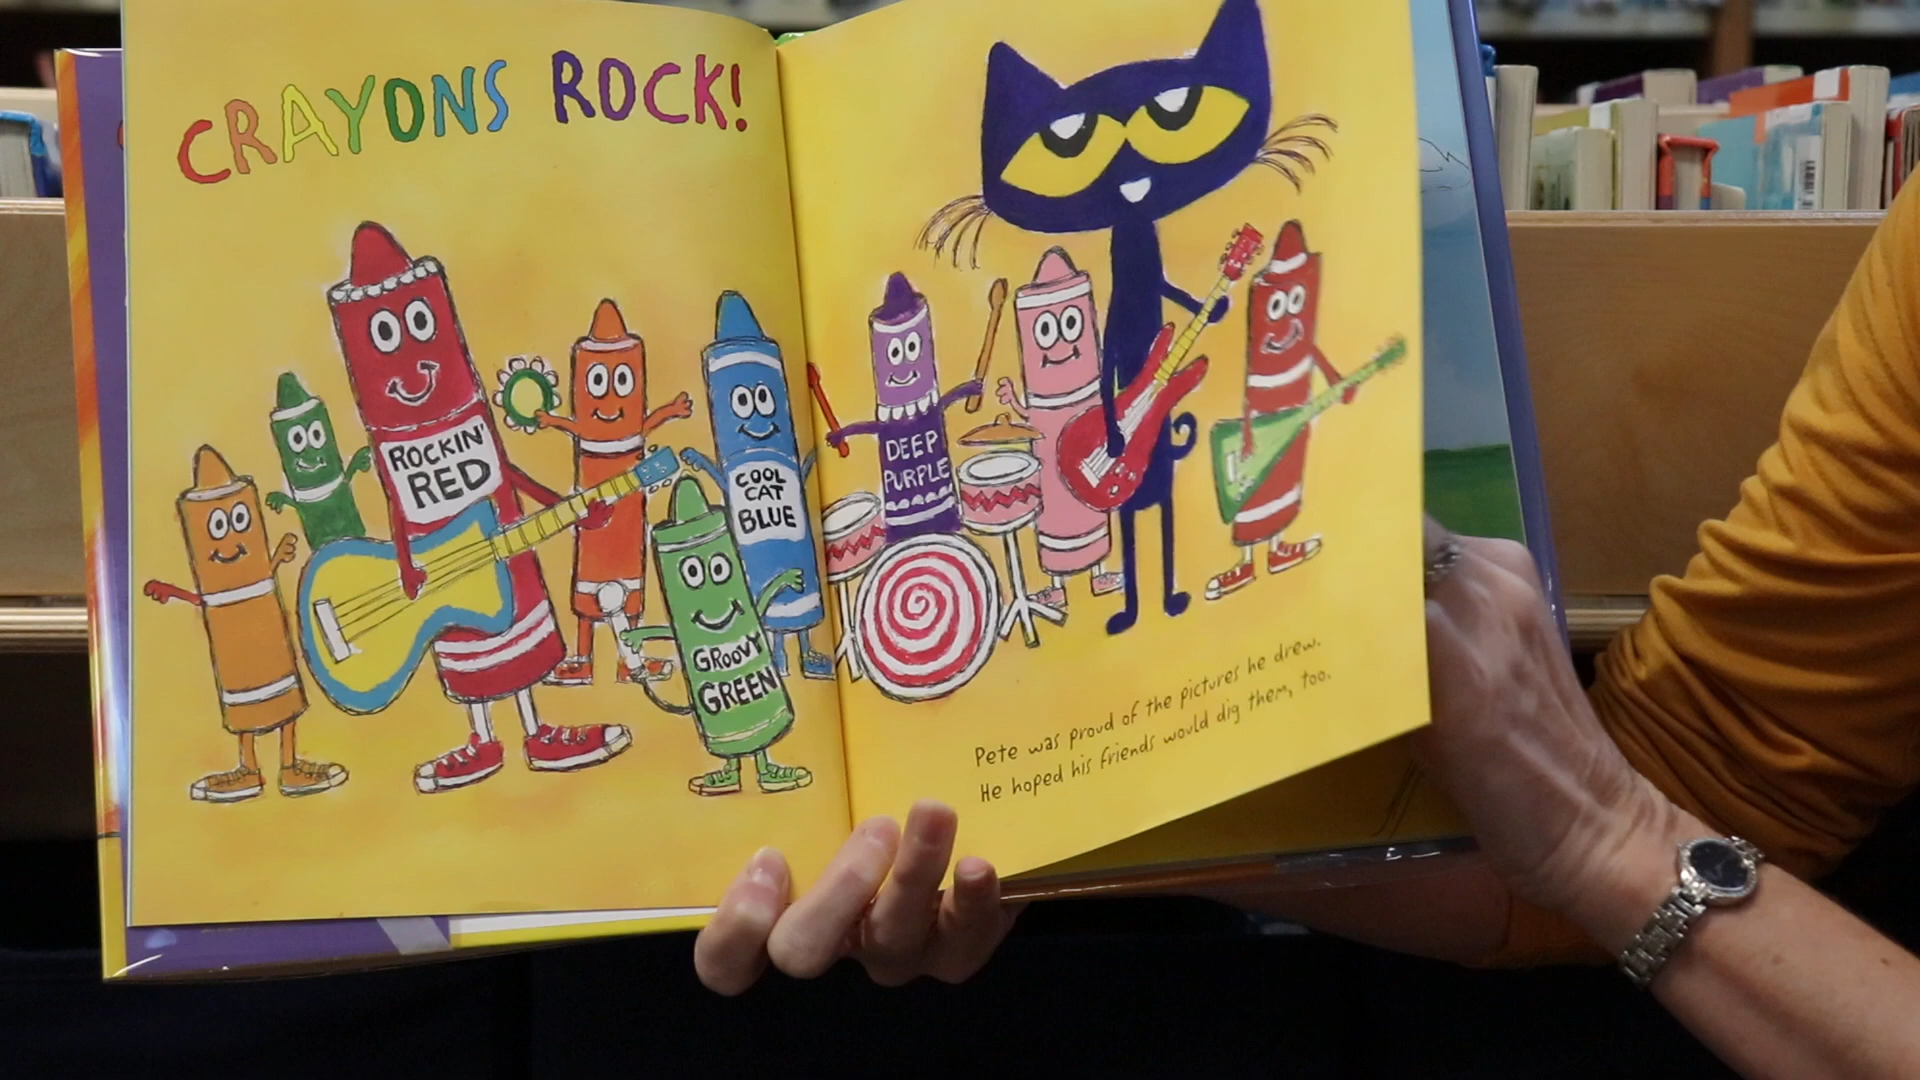 CRAYONS ROCK!
ROCKIN'
RED
COOL
CAT
BLUE
GROOVY
GREEN
DEEP
PURPLE
Pete was proud of the pictures he drew.
He hoped his friends would dig them, too.